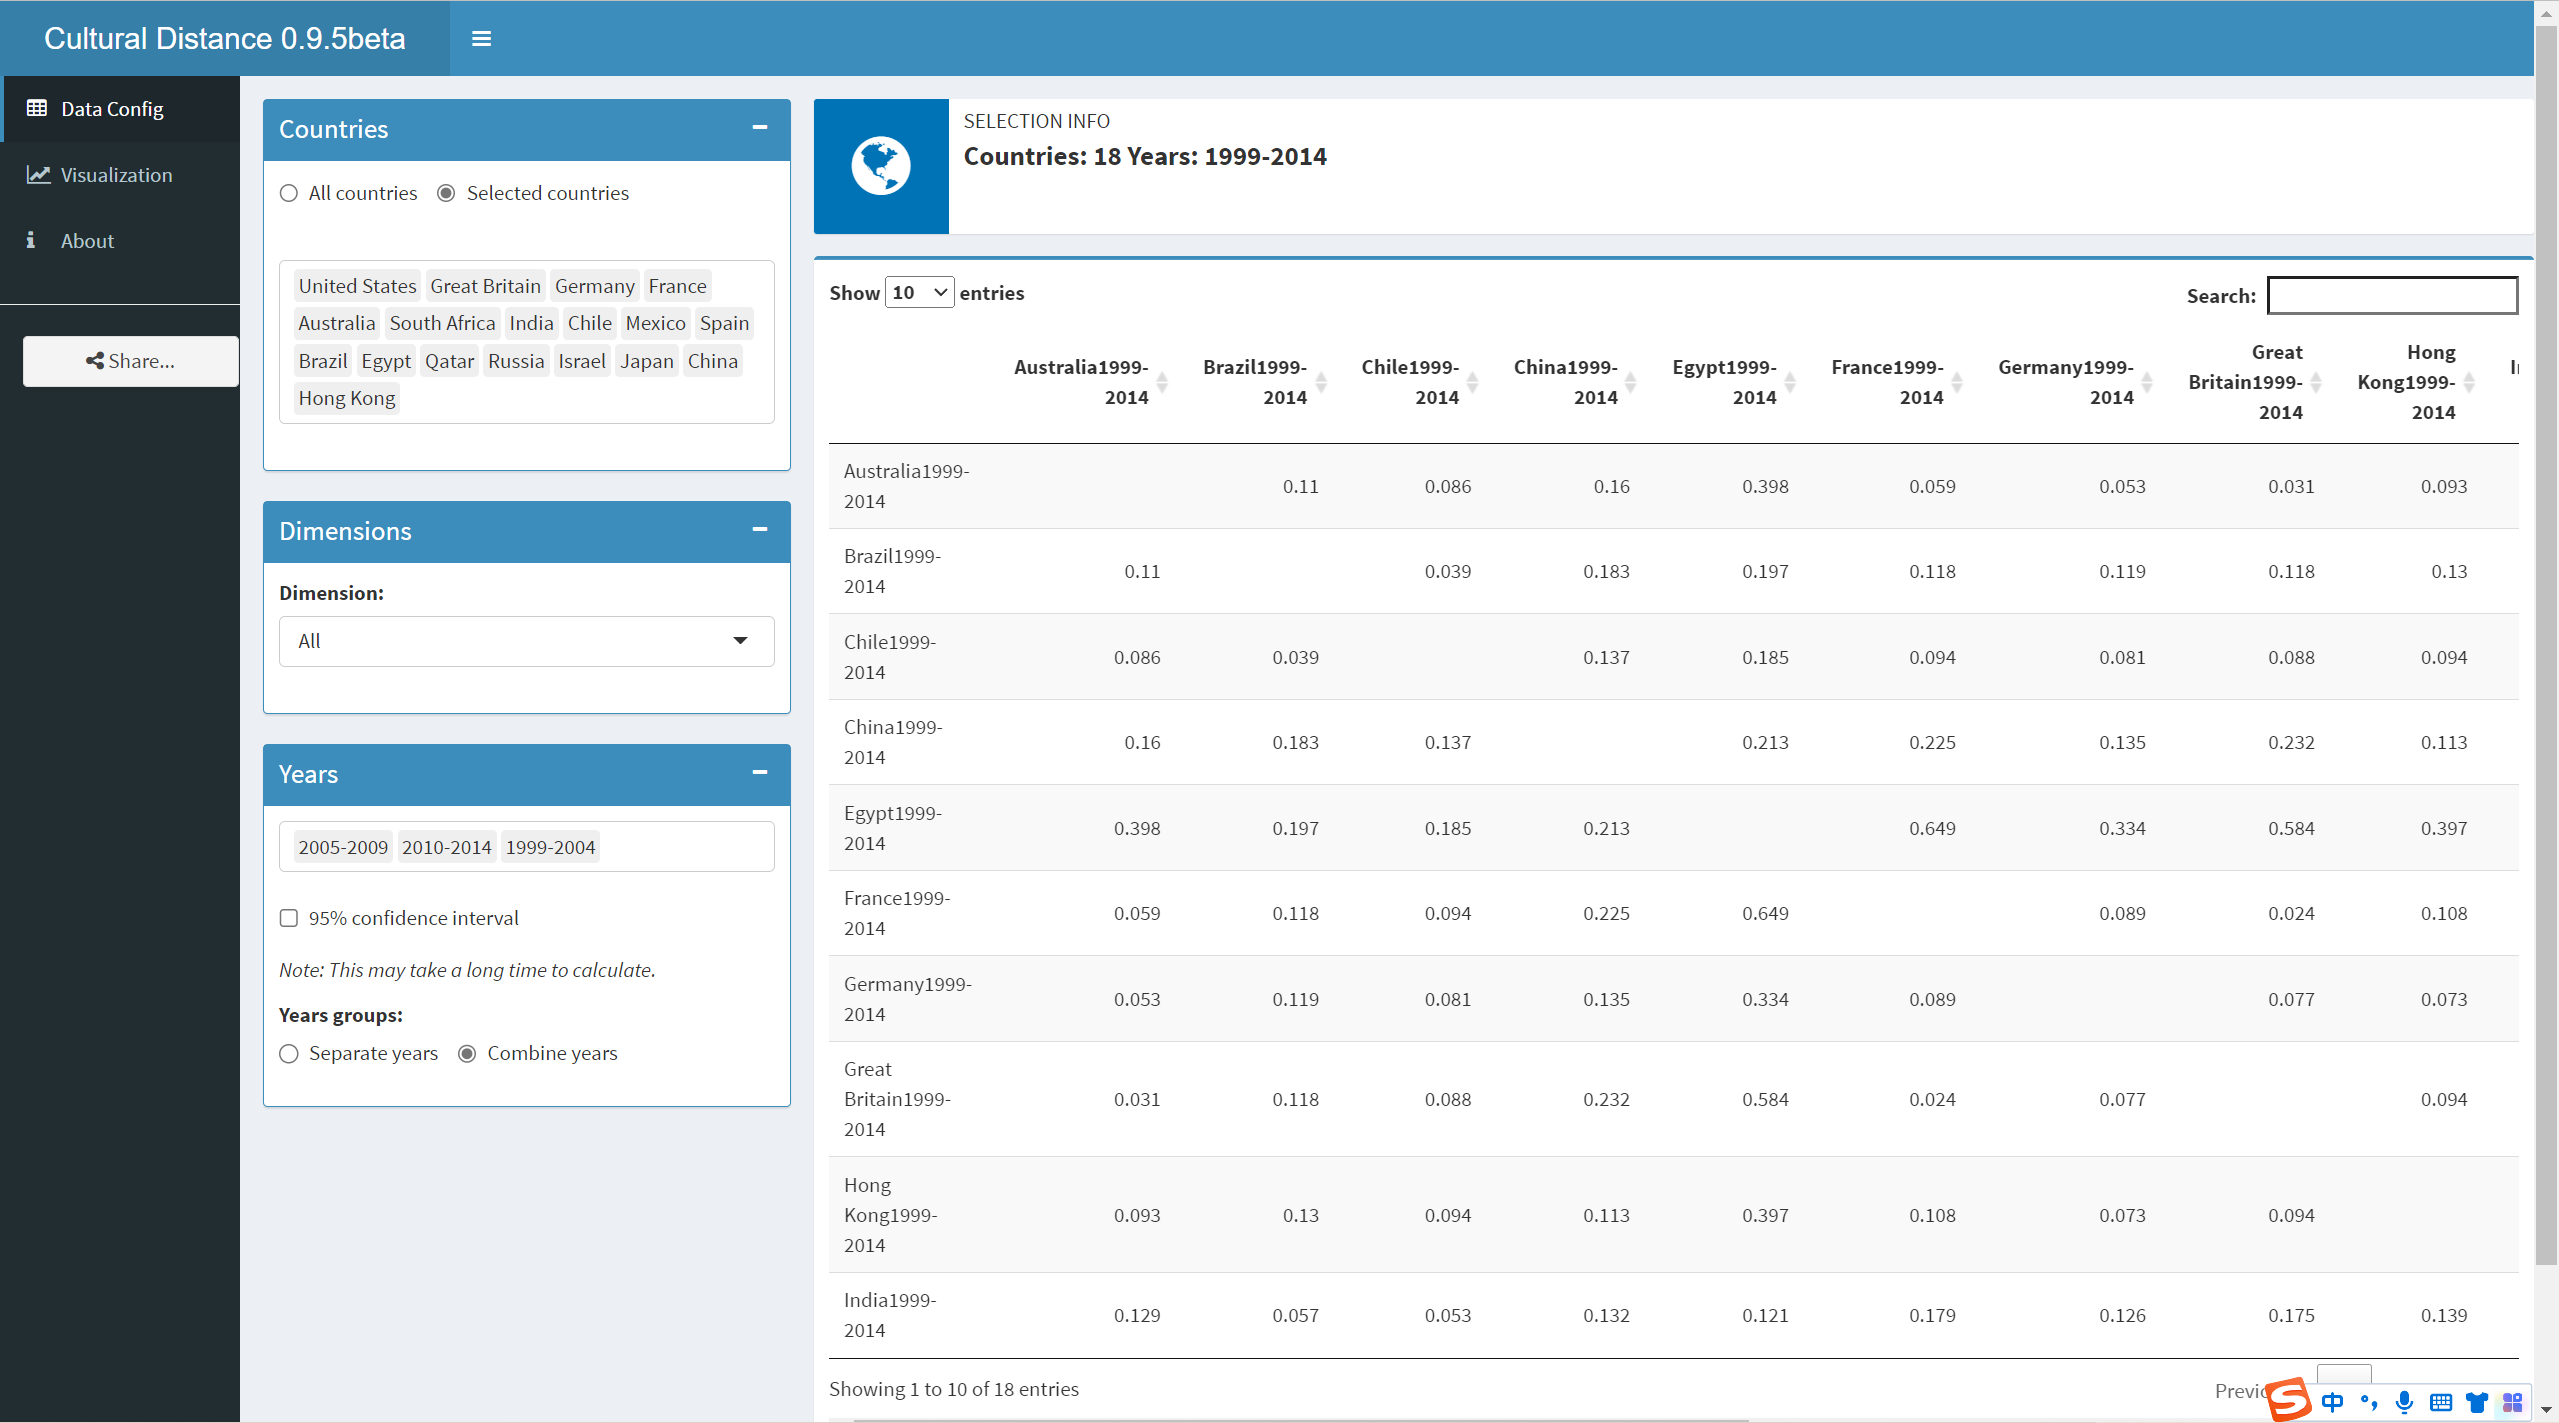 Cultural Distance 0.9.5beta
Data Config
Visualization
About
Share...
Countries
All countries Selected countries
United States Great Britain Germany France
Australia South Africa India Chile Mexico Spain
Brazil Egypt Qatar Russia Israel Japan China
Hong Kong
Dimensions
Dimension:
All
Years
2005-2009 2010-2014 1999-2004
95% confidence interval
Note: This may take a long time to calculate.
Years groups:
Separate years Combine years
SELECTION INFO
Countries: 18 Years: 1999-2014
Show 10 entries
Search:
Australia1999-2014 Brazil1999-2014 Chile1999-2014 China1999-2014 Egypt1999-2014 France1999-2014 Germany1999-2014 Great Britain1999-2014 Hong Kong1999-2014
Australia1999-2014 0.11 0.086 0.16 0.398 0.059 0.053 0.031 0.093
Brazil1999-2014 0.11 0.039 0.183 0.197 0.118 0.119 0.118 0.13
Chile1999-2014 0.086 0.039 0.137 0.185 0.094 0.081 0.088 0.094
China1999-2014 0.16 0.183 0.137 0.213 0.225 0.135 0.232 0.113
Egypt1999-2014 0.398 0.197 0.185 0.213 0.649 0.334 0.584 0.397
France1999-2014 0.059 0.118 0.094 0.225 0.649 0.089 0.024 0.108
Germany1999-2014 0.053 0.119 0.081 0.135 0.334 0.089 0.077 0.073
Great Britain1999-2014 0.031 0.118 0.088 0.232 0.584 0.024 0.077 0.094
Hong Kong1999-2014 0.093 0.13 0.094 0.113 0.397 0.108 0.073 0.094
India1999-2014 0.129 0.057 0.053 0.132 0.121 0.179 0.126 0.175 0.139
Showing 1 to 10 of 18 entries
中